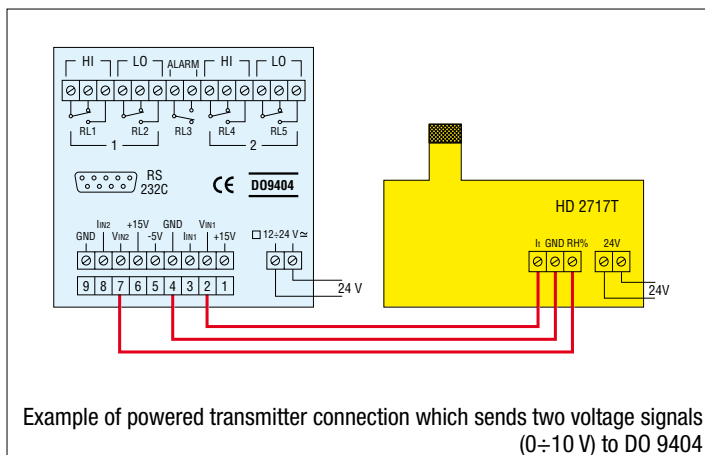 HI LO ALARM HI LO
RL1 RL2 RL3 RL4 RL5
1 2
RS
232C
CE DO9404
HD 2717T
IIN2 +15V GND VIN1 12÷24 V≃
GND VIN2 -5V IIN1 +15V
It GND RH% 24V
9 8 7 6 5 4 3 2 1
24 V
24V
Example of powered transmitter connection which sends two voltage signals
(0÷10 V) to DO 9404